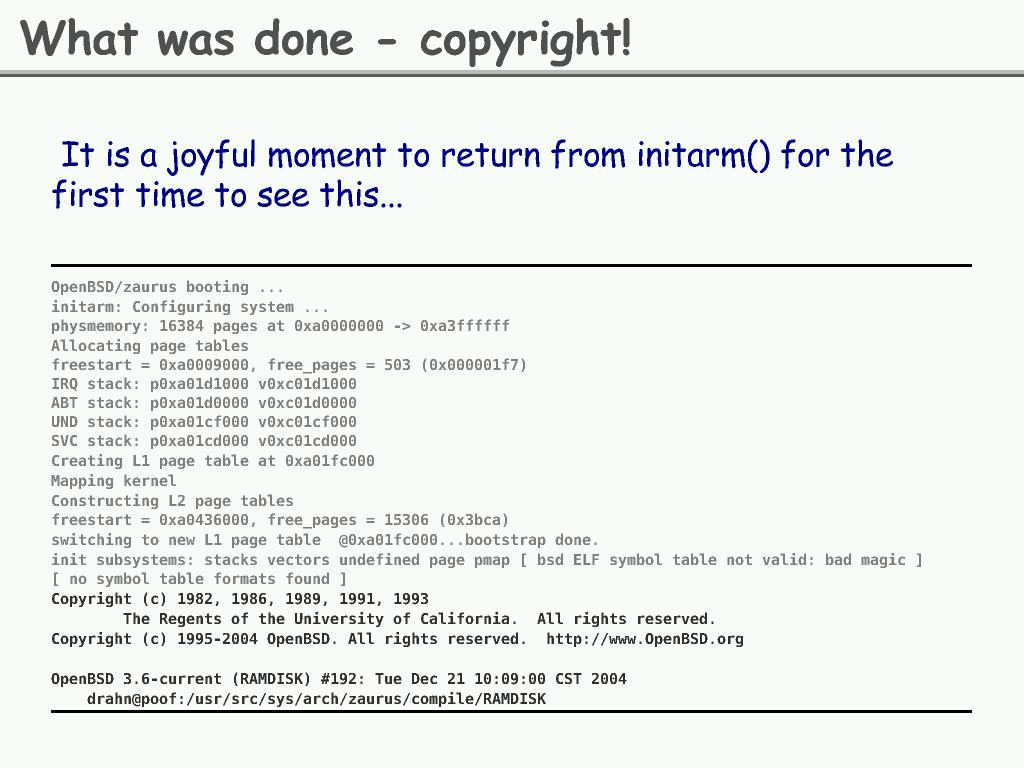 What was done - copyright!
It is a joyful moment to return from initarm() for the
first time to see this...
OpenBSD/zaurus booting ...
initarm: Configuring system ...
physmemory: 16384 pages at 0xa0000000 -> 0xa3ffffff
Allocating page tables
freestart = 0xa0009000, free_pages = 503 (0x000001f7)
IRQ stack: p0xa01d1000 v0xc01d1000
ABT stack: p0xa01d0000 v0xc01d0000
UND stack: p0xa01cf000 v0xc01cf000
SVC stack: p0xa01cd000 v0xc01cd000
Creating L1 page table at 0xa01fc000
Mapping kernel
Constructing L2 page tables
freestart = 0xa0436000, free_pages = 15306 (0x3bca)
switching to new L1 page table  @0xa01fc000...bootstrap done.
init subsystems: stacks vectors undefined page pmap [ bsd ELF symbol table not valid: bad magic ]
[ no symbol table formats found ]
Copyright (c) 1982, 1986, 1989, 1991, 1993
        The Regents of the University of California.  All rights reserved.
Copyright (c) 1995-2004 OpenBSD. All rights reserved.  http://www.OpenBSD.org
OpenBSD 3.6-current (RAMDISK) #192: Tue Dec 21 10:09:00 CST 2004
    drahn@poof:/usr/src/sys/arch/zaurus/compile/RAMDISK